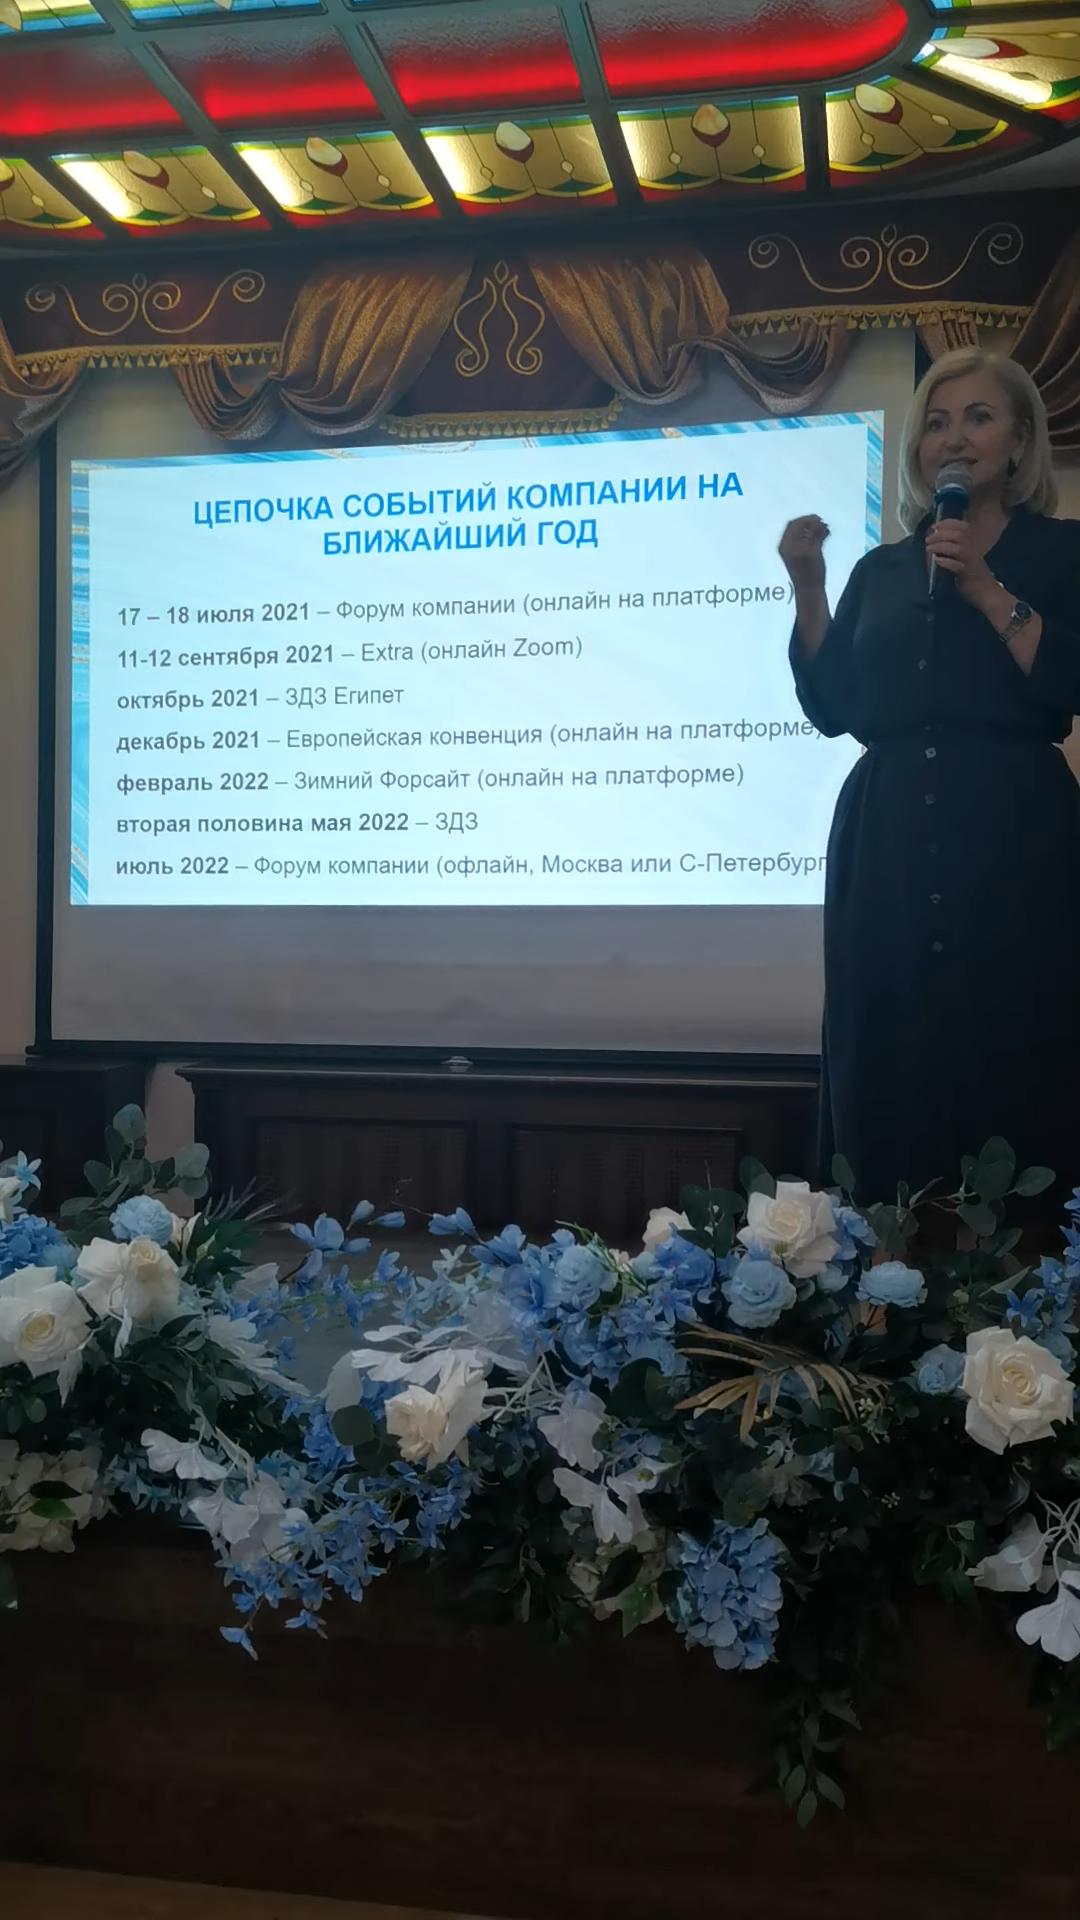 ЦЕПОЧКА СОБЫТИЙ КОМПАНИИ НА
БЛИЖАЙШИЙ ГОД
17 – 18 июля 2021 – Форум компании (онлайн на платформе)
11-12 сентября 2021 – Extra (онлайн Zoom)
октябрь 2021 – ЗДЗ Египет
декабрь 2021 – Европейская конвенция (онлайн на платформе)
февраль 2022 – Зимний Форсайт (онлайн на платформе)
вторая половина мая 2022 – ЗДЗ
июль 2022 – Форум компании (офлайн, Москва или С-Петербург